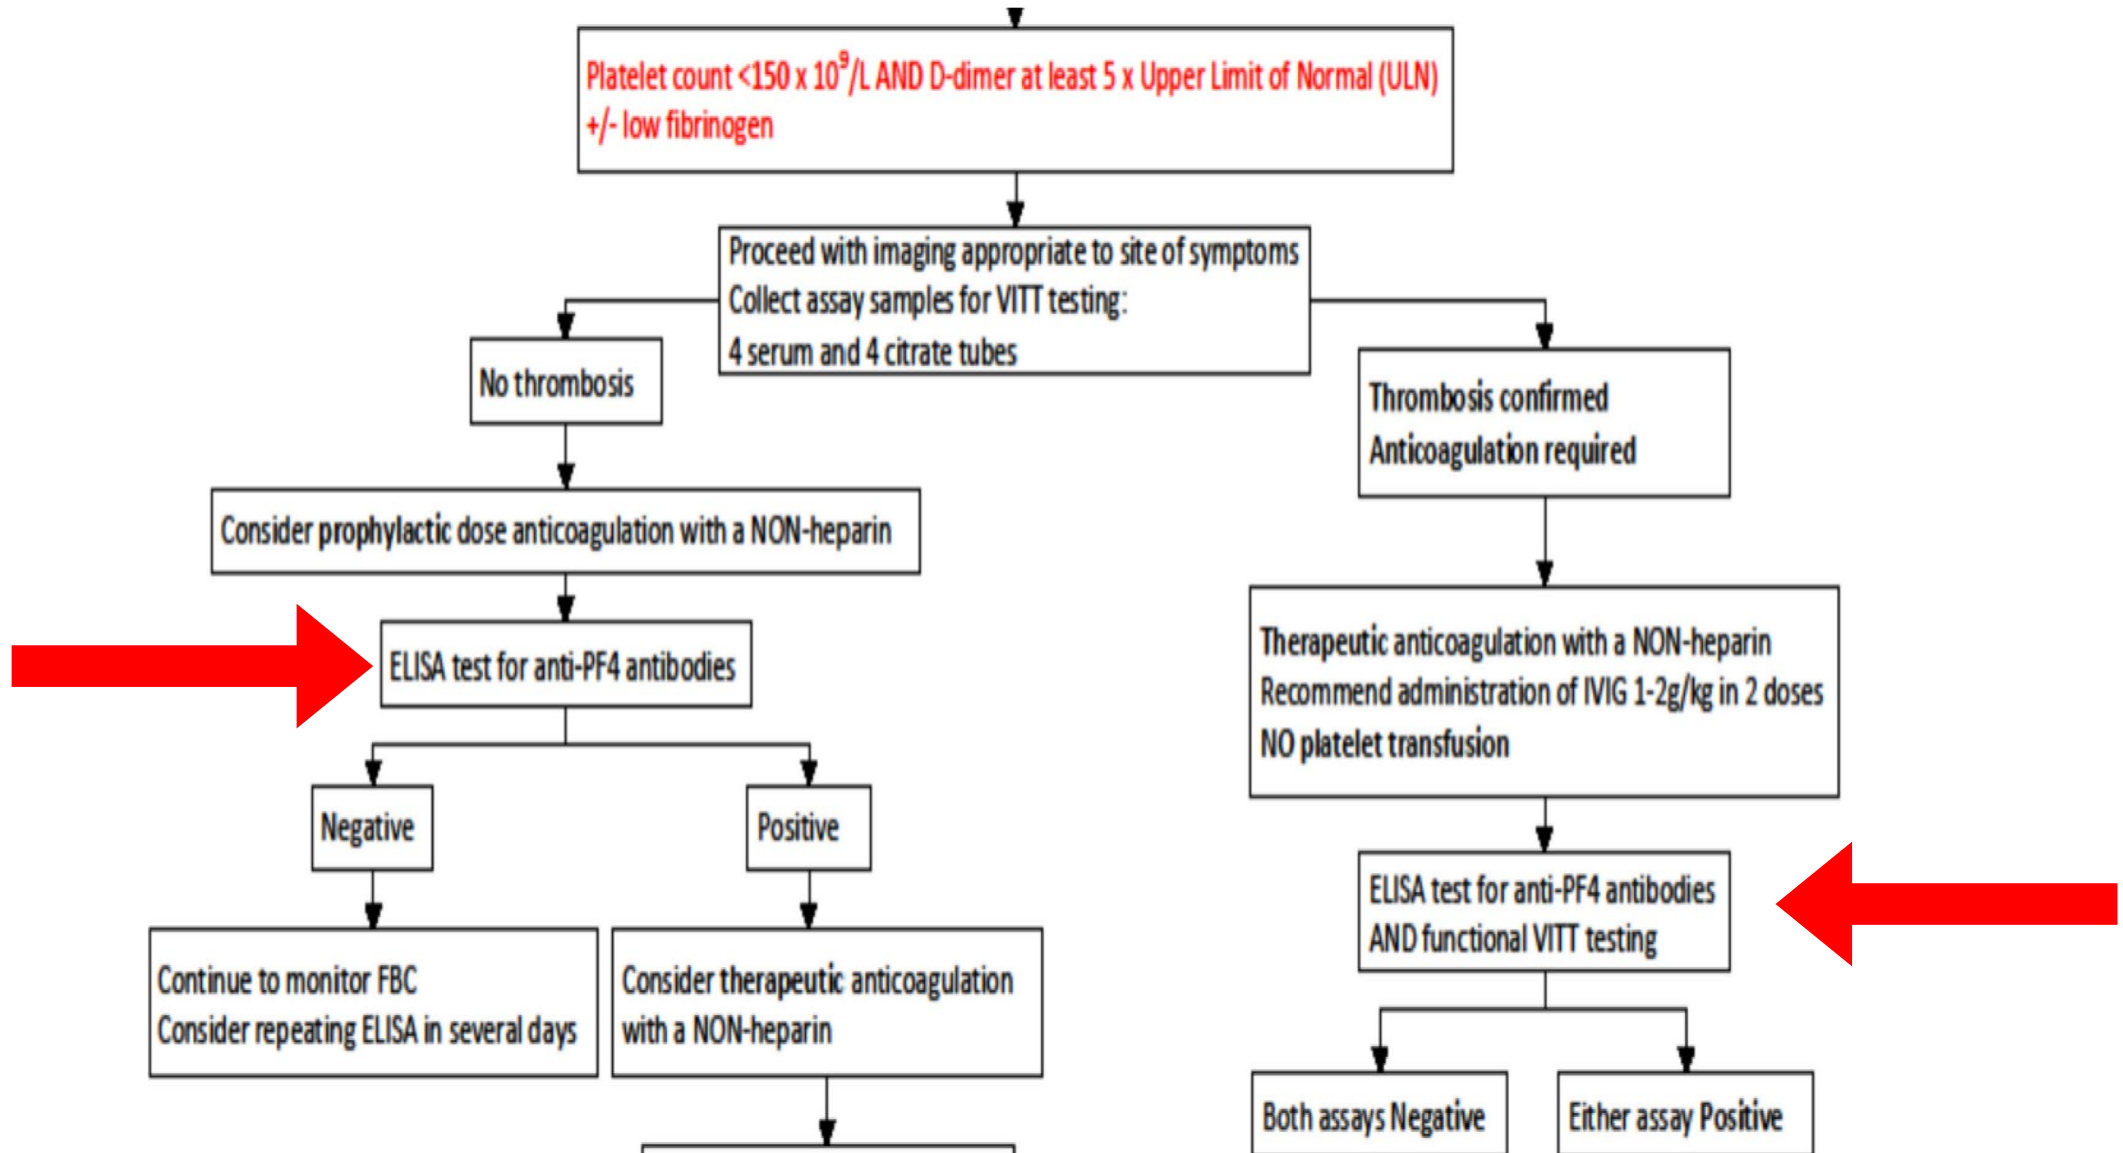 Platelet count <150 x 10⁹/L AND D-dimer at least 5 x Upper Limit of Normal (ULN)
+/- low fibrinogen
Proceed with imaging appropriate to site of symptoms
Collect assay samples for VITT testing:
4 serum and 4 citrate tubes
No thrombosis
Thrombosis confirmed
Anticoagulation required
Consider prophylactic dose anticoagulation with a NON-heparin
Therapeutic anticoagulation with a NON-heparin
Recommend administration of IVIG 1-2g/kg in 2 doses
NO platelet transfusion
ELISA test for anti-PF4 antibodies
Negative
Positive
ELISA test for anti-PF4 antibodies
AND functional VITT testing
Continue to monitor FBC
Consider repeating ELISA in several days
Consider therapeutic anticoagulation
with a NON-heparin
Both assays Negative
Either assay Positive